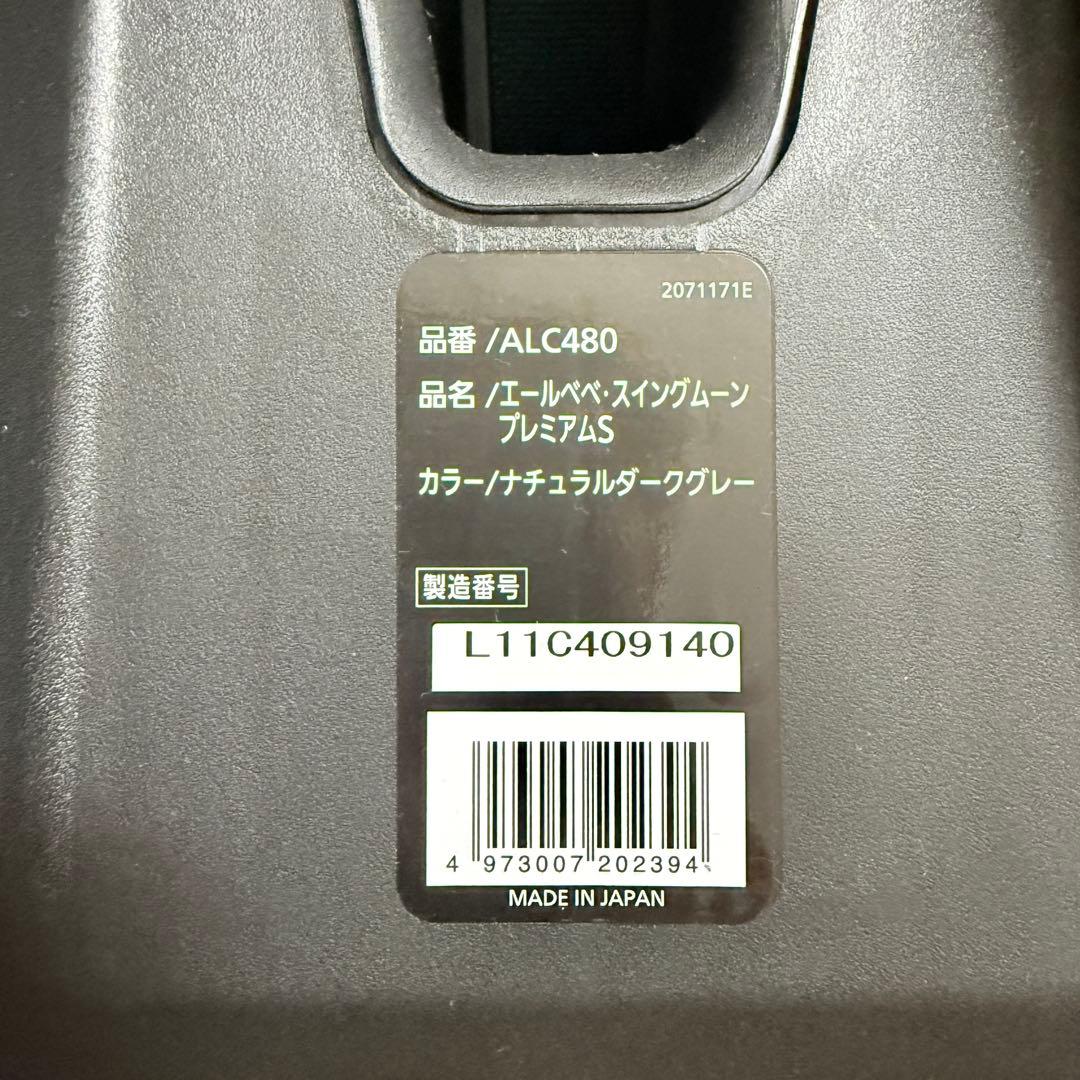 2071171E
品番 /ALC480
品名 /エールベベ・スイングムーン
プレミアムS
カラー/ナチュラルダークグレー
製造番号
L11C409140
4 973007 202394
MADE IN JAPAN